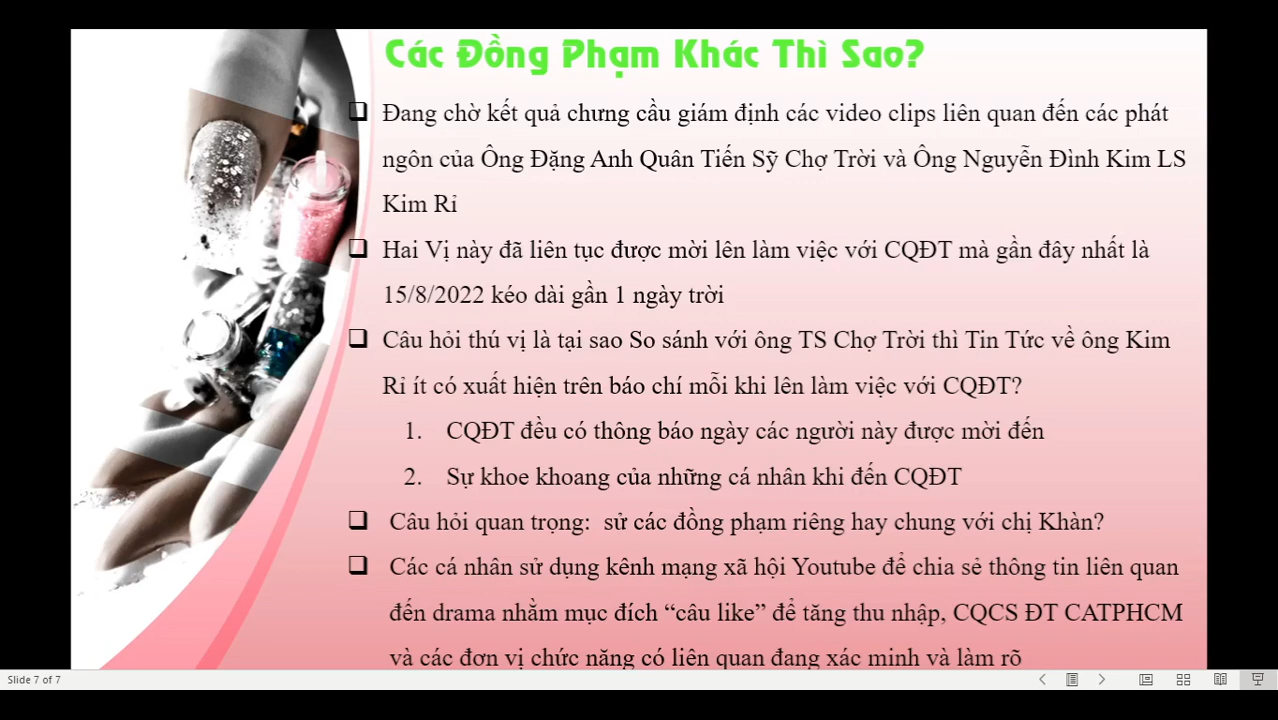 Các Đồng Phạm Khác Thì Sao?
Đang chờ kết quả chưng cầu giám định các video clips liên quan đến các phát
ngôn của Ông Đặng Anh Quân Tiến Sỹ Chợ Trời và Ông Nguyễn Đình Kim LS
Kim Rỉ
Hai Vị này đã liên tục được mời lên làm việc với CQĐT mà gần đây nhất là
15/8/2022 kéo dài gần 1 ngày trời
Câu hỏi thú vị là tại sao So sánh với ông TS Chợ Trời thì Tin Tức về ông Kim
Rỉ ít có xuất hiện trên báo chí mỗi khi lên làm việc với CQĐT?
1. CQĐT đều có thông báo ngày các người này được mời đến
2. Sự khoe khoang của những cá nhân khi đến CQĐT
Câu hỏi quan trọng: sử các đồng phạm riêng hay chung với chị Khàn?
Các cá nhân sử dụng kênh mạng xã hội Youtube để chia sẻ thông tin liên quan
đến drama nhằm mục đích “câu like” để tăng thu nhập, CQCS ĐT CATPHCM
và các đơn vị chức năng có liên quan đang xác minh và làm rõ
Slide 7 of 7